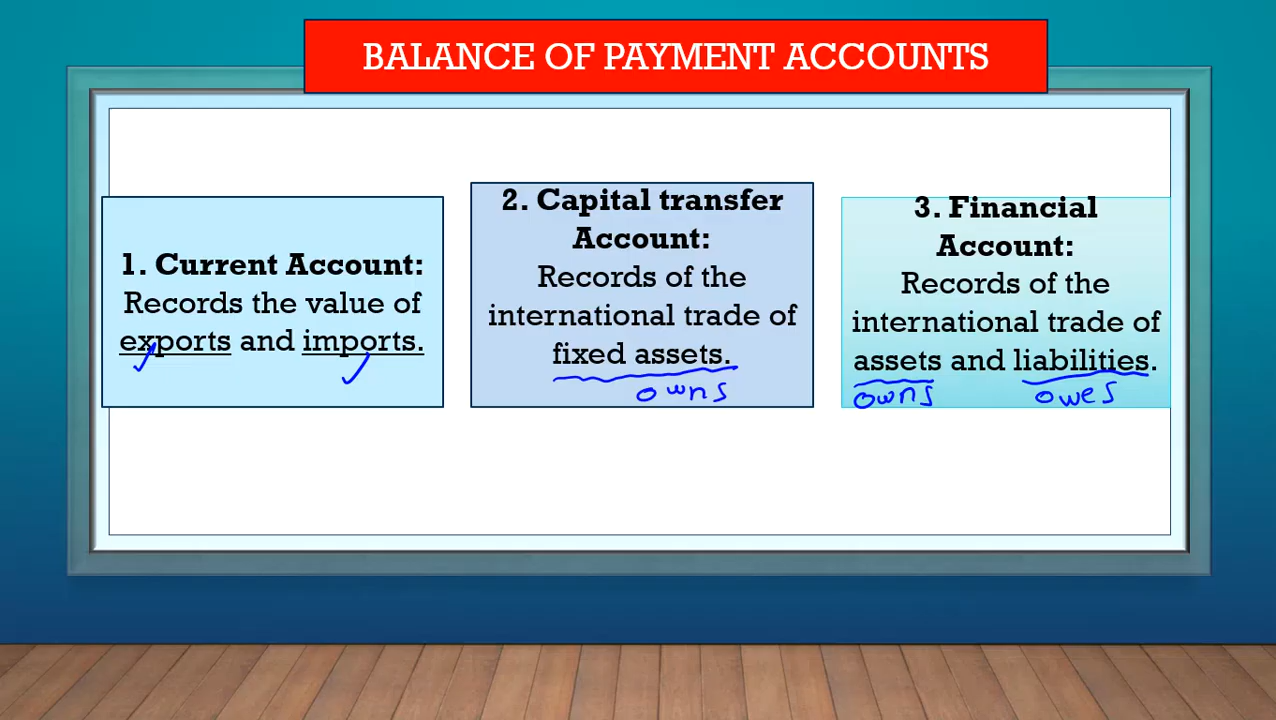 BALANCE OF PAYMENT ACCOUNTS
1. Current Account:
Records the value of
exports and imports.
2. Capital transfer
Account:
Records of the
international trade of
fixed assets.
owns
3. Financial
Account:
Records of the
international trade of
assets and liabilities.
owns owes